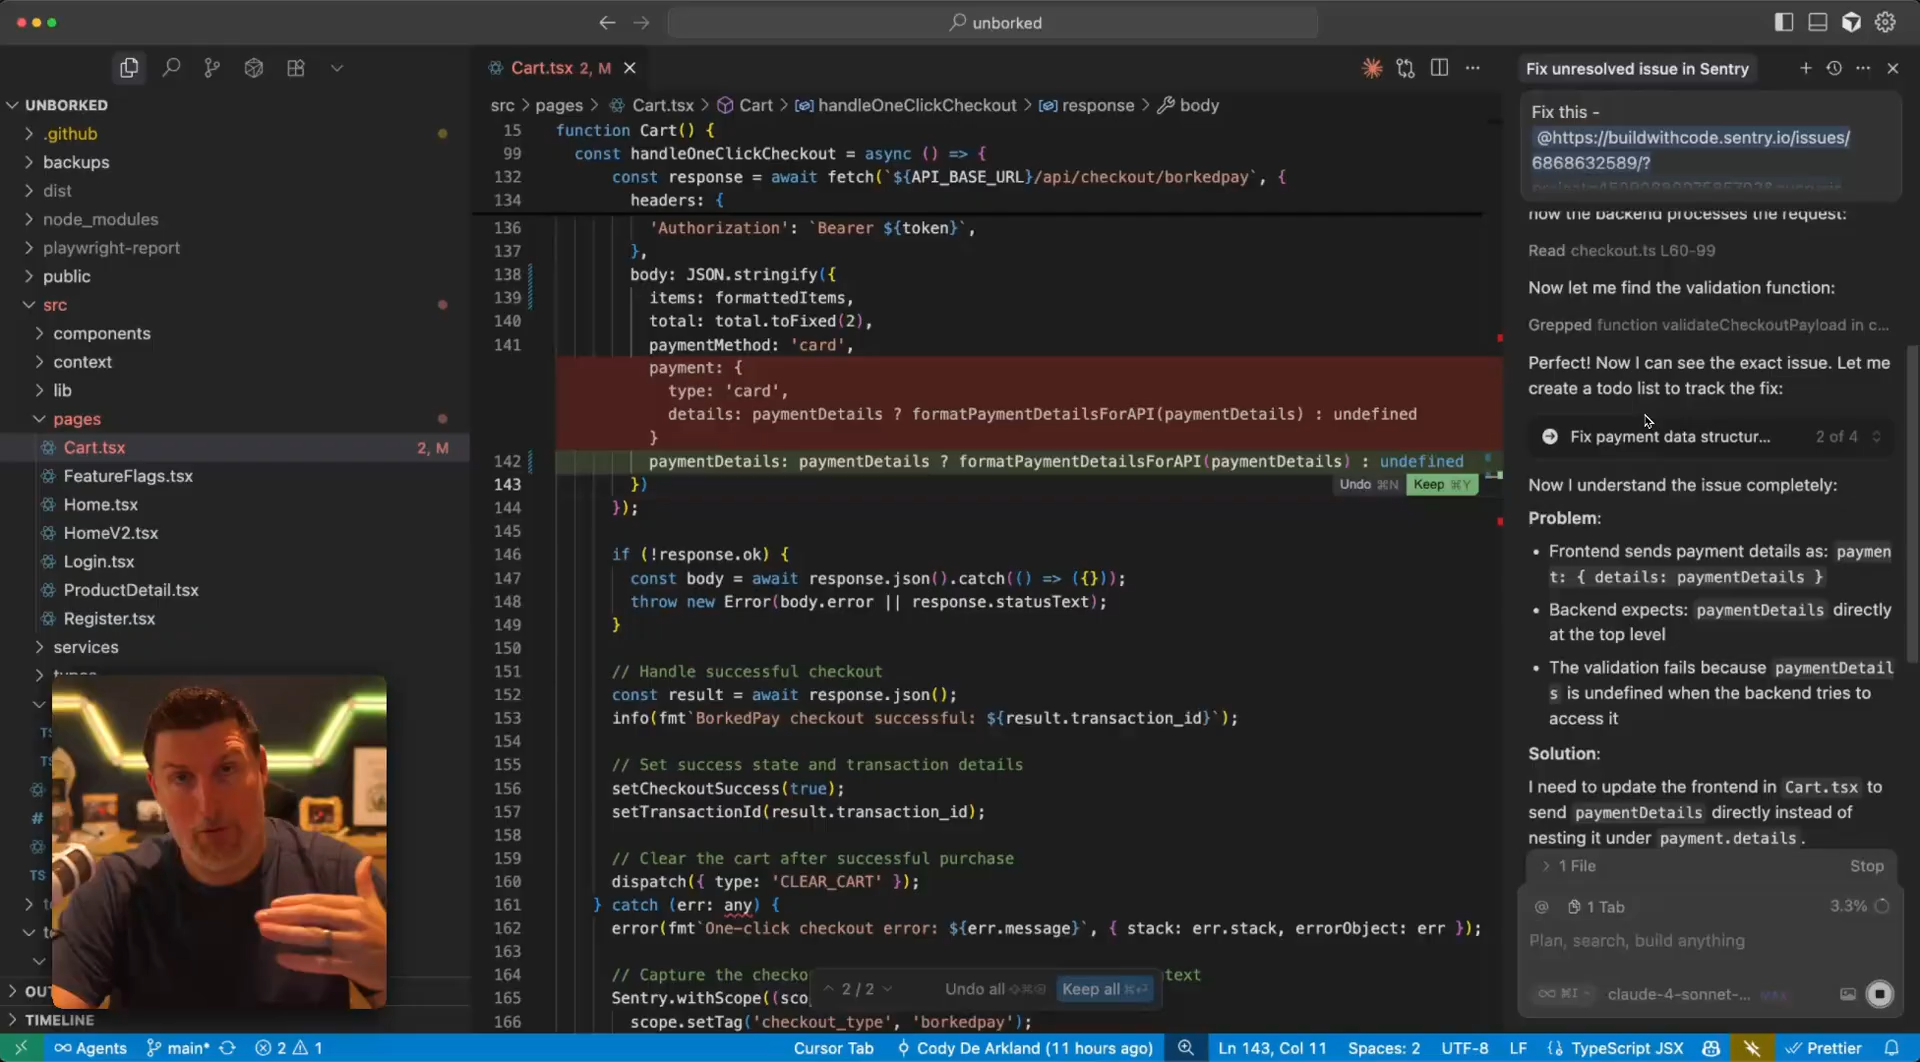 unborked
UNBORKED
.github
backups
dist
node_modules
playwright-report
public
src
components
context
lib
pages
Cart.tsx 2, M
FeatureFlags.tsx
Home.tsx
HomeV2.tsx
Login.tsx
ProductDetail.tsx
Register.tsx
services
TIMELINE
Cart.tsx 2, M
src > pages > Cart.tsx > Cart > handleOneClickCheckout > response > body
15 function Cart() {
99 const handleOneClickCheckout = async () => {
132 const response = await fetch(`${API_BASE_URL}/api/checkout/borkedpay`, {
134 headers: {
136 'Authorization': `Bearer ${token}`,
137 },
138 body: JSON.stringify({
139 items: formattedItems,
140 total: total.toFixed(2),
141 paymentMethod: 'card',
payment: {
type: 'card',
details: paymentDetails ? formatPaymentDetailsForAPI(paymentDetails) : undefined
}
142 paymentDetails: paymentDetails ? formatPaymentDetailsForAPI(paymentDetails) : undefined
143 })
Undo ⌘N Keep ⌘Y
144 });
145
146 if (!response.ok) {
147 const body = await response.json().catch(() => ({}));
148 throw new Error(body.error || response.statusText);
149 }
150
151 // Handle successful checkout
152 const result = await response.json();
153 info(fmt`BorkedPay checkout successful: ${result.transaction_id}`);
154
155 // Set success state and transaction details
156 setCheckoutSuccess(true);
157 setTransactionId(result.transaction_id);
158
159 // Clear the cart after successful purchase
160 dispatch({ type: 'CLEAR_CART' });
161 } catch (err: any) {
162 error(fmt`One-click checkout error: ${err.message}`, { stack: err.stack, errorObject: err });
163
164 // Capture the checko text
165 Sentry.withScope((sco
166 scope.setTag('checkout_type', 'borkedpay');
2 / 2 Undo all Keep all
Fix unresolved issue in Sentry
Fix this -
@https://buildwithcode.sentry.io/issues/
6868632589/?
now the backend processes the request:
Read checkout.ts L60-99
Now let me find the validation function:
Grepped function validateCheckoutPayload in c...
Perfect! Now I can see the exact issue. Let me
create a todo list to track the fix:
Fix payment data structur... 2 of 4
Now I understand the issue completely:
Problem:
• Frontend sends payment details as: paymen
t: { details: paymentDetails }
• Backend expects: paymentDetails directly
at the top level
• The validation fails because paymentDetail
s is undefined when the backend tries to
access it
Solution:
I need to update the frontend in Cart.tsx to
send paymentDetails directly instead of
nesting it under payment.details.
1 File Stop
@ 1 Tab 3.3%
Plan, search, build anything
∞ ⌘I claude-4-sonnet-... MAX
Agents main* 2 1 Cursor Tab Cody De Arkland (11 hours ago) Ln 143, Col 11 Spaces: 2 UTF-8 LF {} TypeScript JSX Prettier